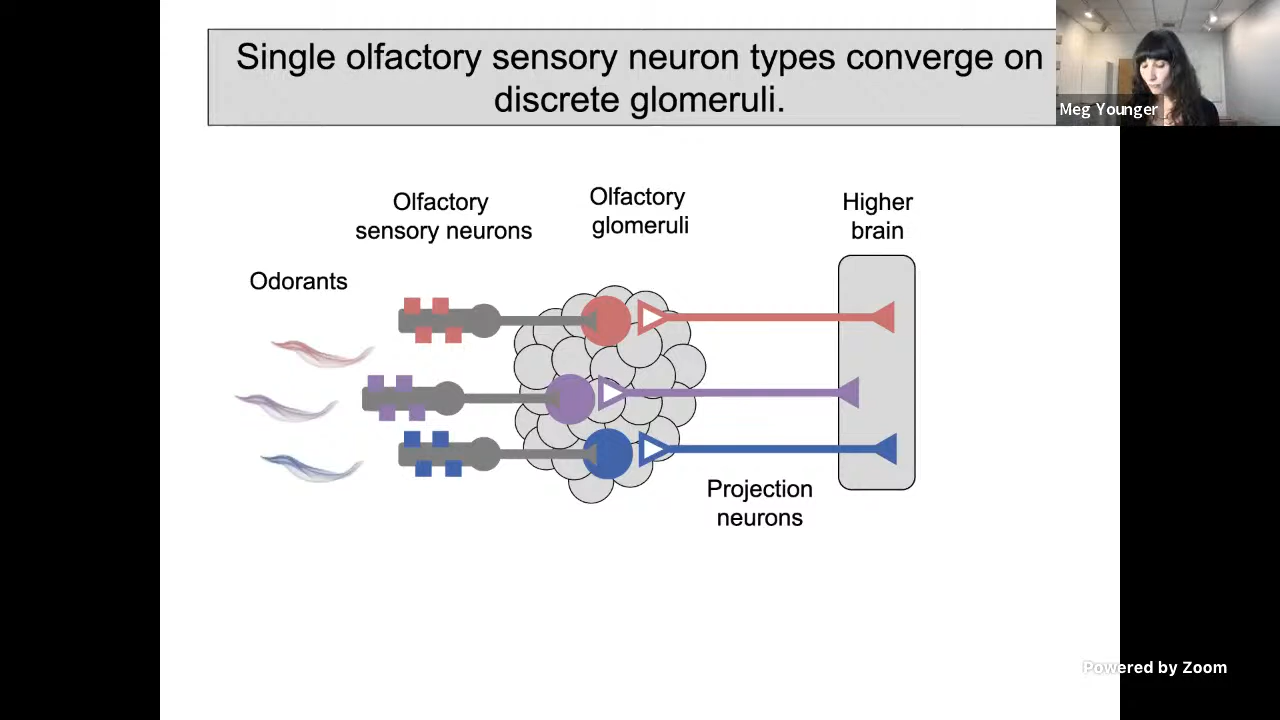 Single olfactory sensory neuron types converge on
discrete glomeruli.
Meg Younger
Olfactory
sensory neurons
Olfactory
glomeruli
Higher
brain
Odorants
Projection
neurons
Powered by Zoom